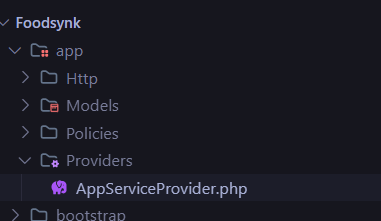 Foodsynk
app
Http
Models
Policies
Providers
AppServiceProvider.php
bootstrap